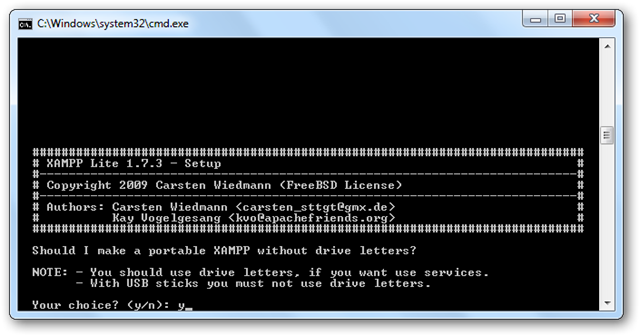 C:\Windows\system32\cmd.exe
###############################################################################
# XAMPP Lite 1.7.3 - Setup #
#-----------------------------------------------------------------------------#
# Copyright 2009 Carsten Wiedmann (FreeBSD License) #
#-----------------------------------------------------------------------------#
# Authors: Carsten Wiedmann <carsten_sttgt@gmx.de> #
# Kay Vogelgesang <kvo@apachefriends.org> #
###############################################################################
Should I make a portable XAMPP without drive letters?
NOTE: - You should use drive letters, if you want use services.
- With USB sticks you must not use drive letters.
Your choice? (y/n): y_